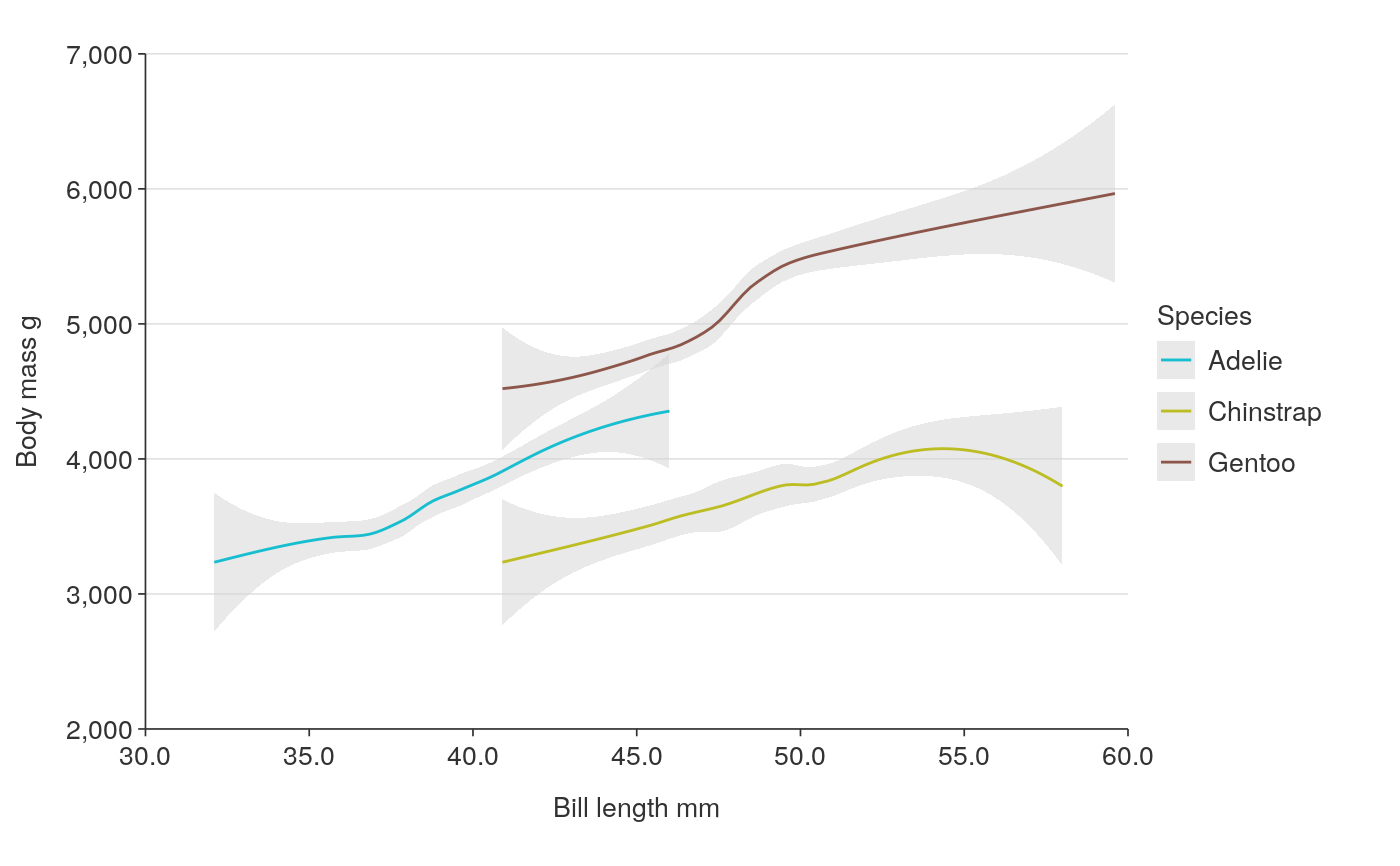 7,000
6,000
5,000
4,000
3,000
2,000
Body mass g
30.0 35.0 40.0 45.0 50.0 55.0 60.0
Bill length mm
Species
Adelie
Chinstrap
Gentoo